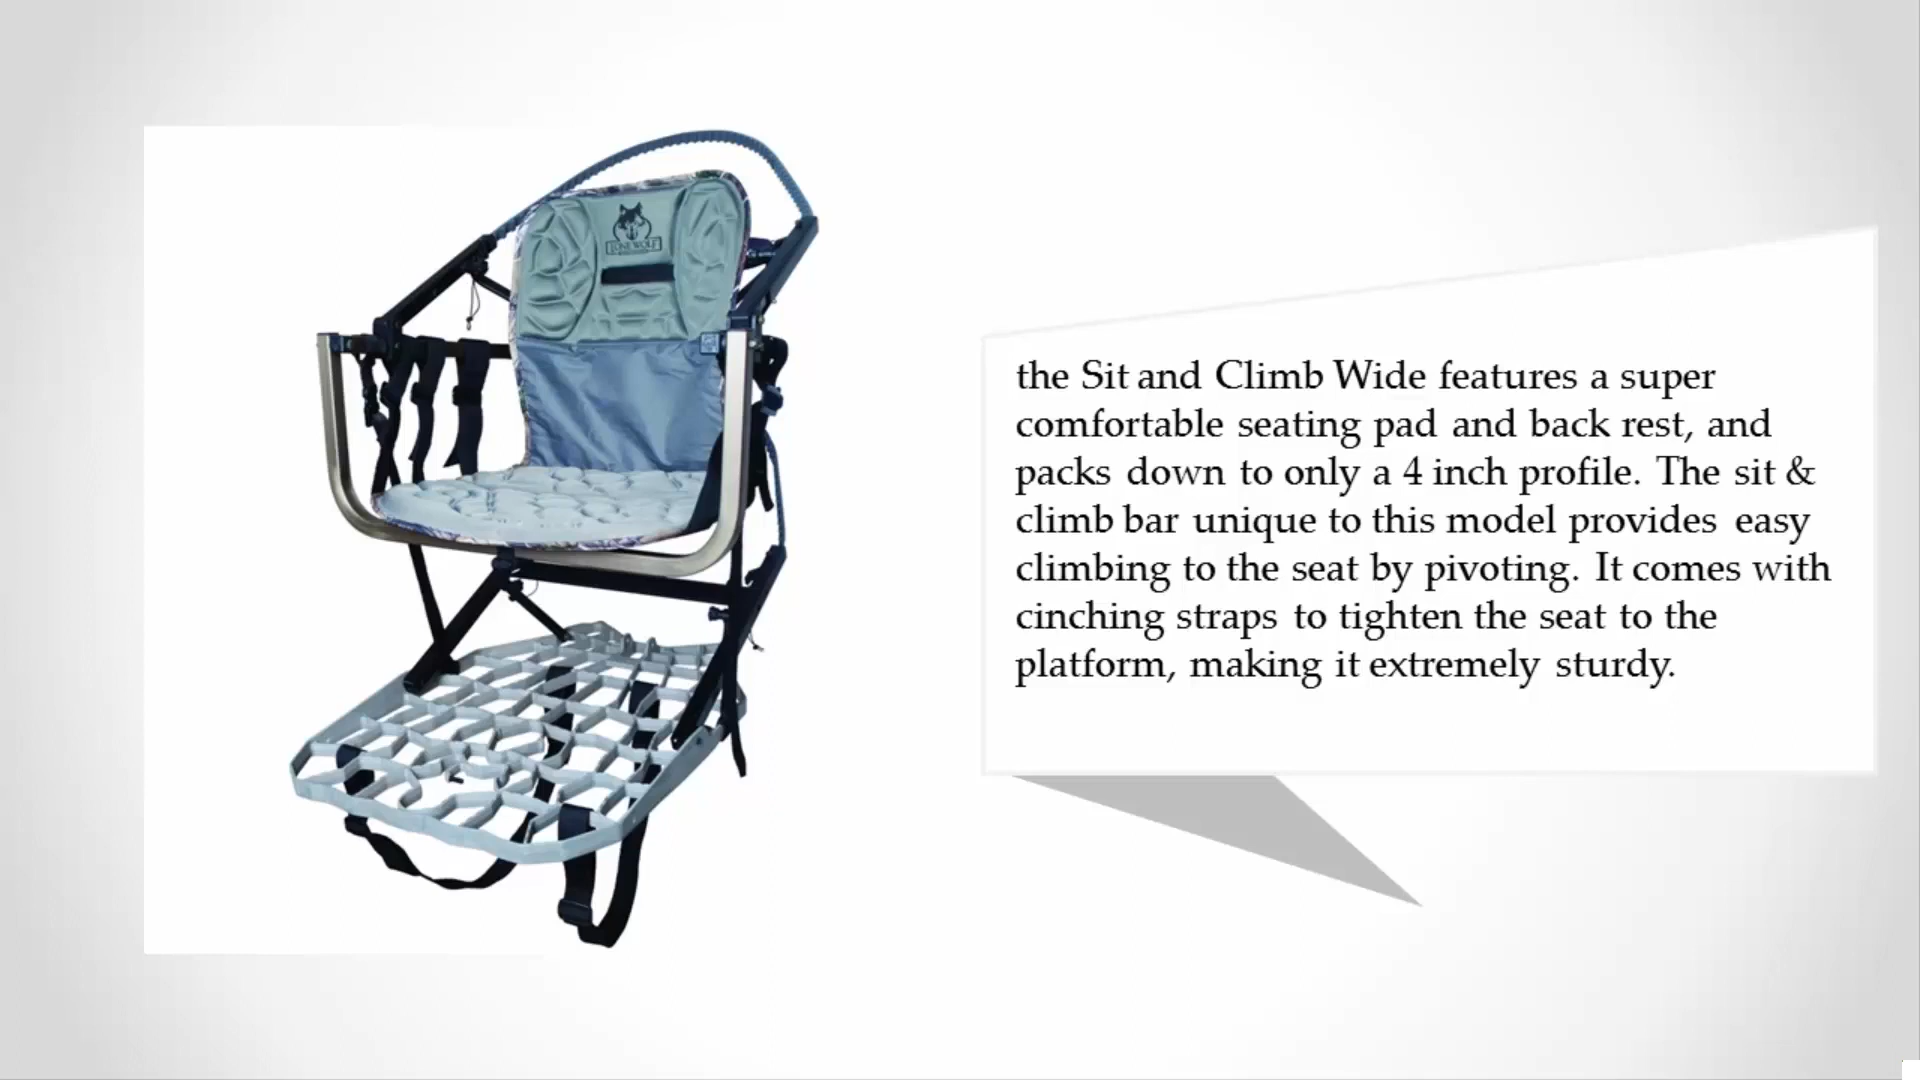 LONE WOLF
the Sit and Climb Wide features a super
comfortable seating pad and back rest, and
packs down to only a 4 inch profile. The sit &
climb bar unique to this model provides easy
climbing to the seat by pivoting. It comes with
cinching straps to tighten the seat to the
platform, making it extremely sturdy.